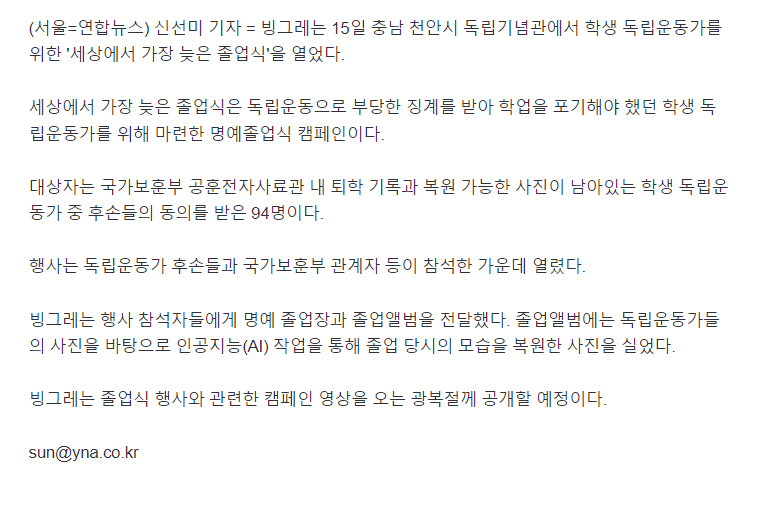 (서울=연합뉴스) 신선미 기자 = 빙그레는 15일 충남 천안시 독립기념관에서 학생 독립운동가를
위한 '세상에서 가장 늦은 졸업식'을 열었다.
세상에서 가장 늦은 졸업식은 독립운동으로 부당한 징계를 받아 학업을 포기해야 했던 학생 독
립운동가를 위해 마련한 명예졸업식 캠페인이다.
대상자는 국가보훈부 공훈전자사료관 내 퇴학 기록과 복원 가능한 사진이 남아있는 학생 독립운
동가 중 후손들의 동의를 받은 94명이다.
행사는 독립운동가 후손들과 국가보훈부 관계자 등이 참석한 가운데 열렸다.
빙그레는 행사 참석자들에게 명예 졸업장과 졸업앨범을 전달했다. 졸업앨범에는 독립운동가들
의 사진을 바탕으로 인공지능(AI) 작업을 통해 졸업 당시의 모습을 복원한 사진을 실었다.
빙그레는 졸업식 행사와 관련한 캠페인 영상을 오는 광복절께 공개할 예정이다.
sun@yna.co.kr